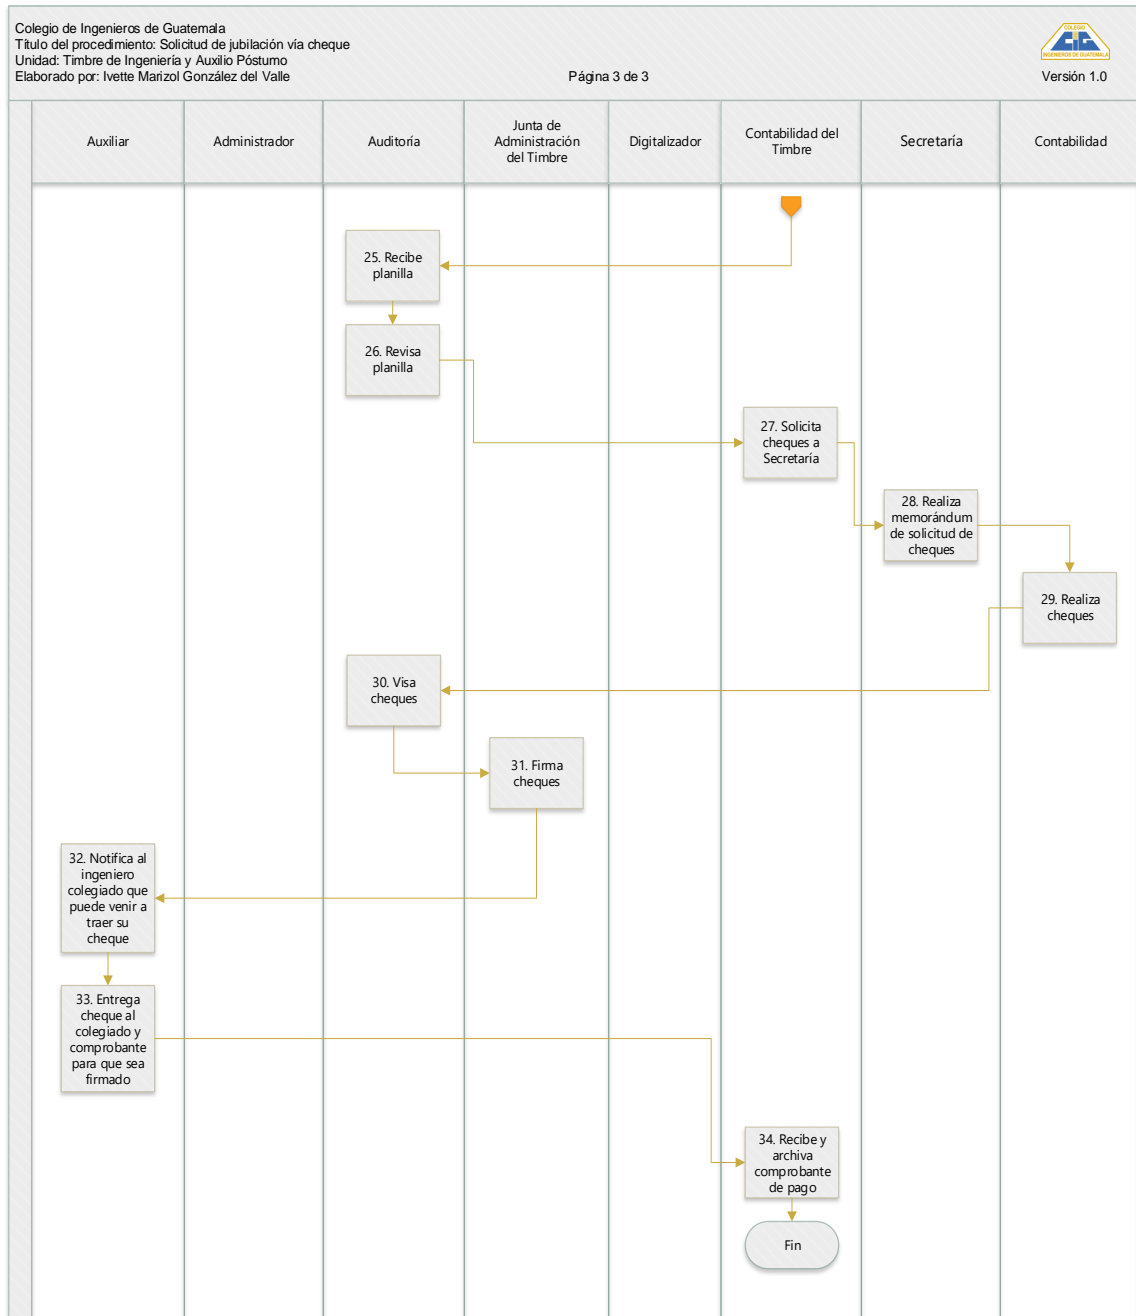 Colegio de Ingenieros de Guatemala
Título del procedimiento: Solicitud de jubilación vía cheque
Unidad: Timbre de Ingeniería y Auxilio Póstumo
Elaborado por: Ivette Marizol González del Valle
Página 3 de 3
COLEGIO
CIG
INGENIEROS DE GUATEMALA
Versión 1.0
Auxiliar
Administrador
Auditoría
Junta de
Administración
del Timbre
Digitalizador
Contabilidad del
Timbre
Secretaría
Contabilidad
25. Recibe
planilla
26. Revisa
planilla
27. Solicita
cheques a
Secretaría
28. Realiza
memorándum
de solicitud de
cheques
29. Realiza
cheques
30. Visa
cheques
31. Firma
cheques
32. Notifica al
ingeniero
colegiado que
puede venir a
traer su
cheque
33. Entrega
cheque al
colegiado y
comprobante
para que sea
firmado
34. Recibe y
archiva
comprobante
de pago
Fin